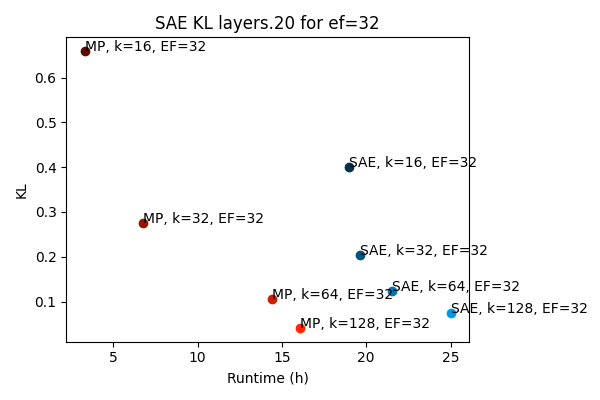 SAE KL layers.20 for ef=32
MP, k=16, EF=32
0.6
0.5
SAE, k=16, EF=32
0.4
KL
0.3
MP, k=32, EF=32
SAE, k=32, EF=32
0.2
SAE, k=64, EF=32
MP, k=64, EF=32
0.1
SAE, k=128, EF=32
MP, k=128, EF=32
5 10 15 20 25
Runtime (h)